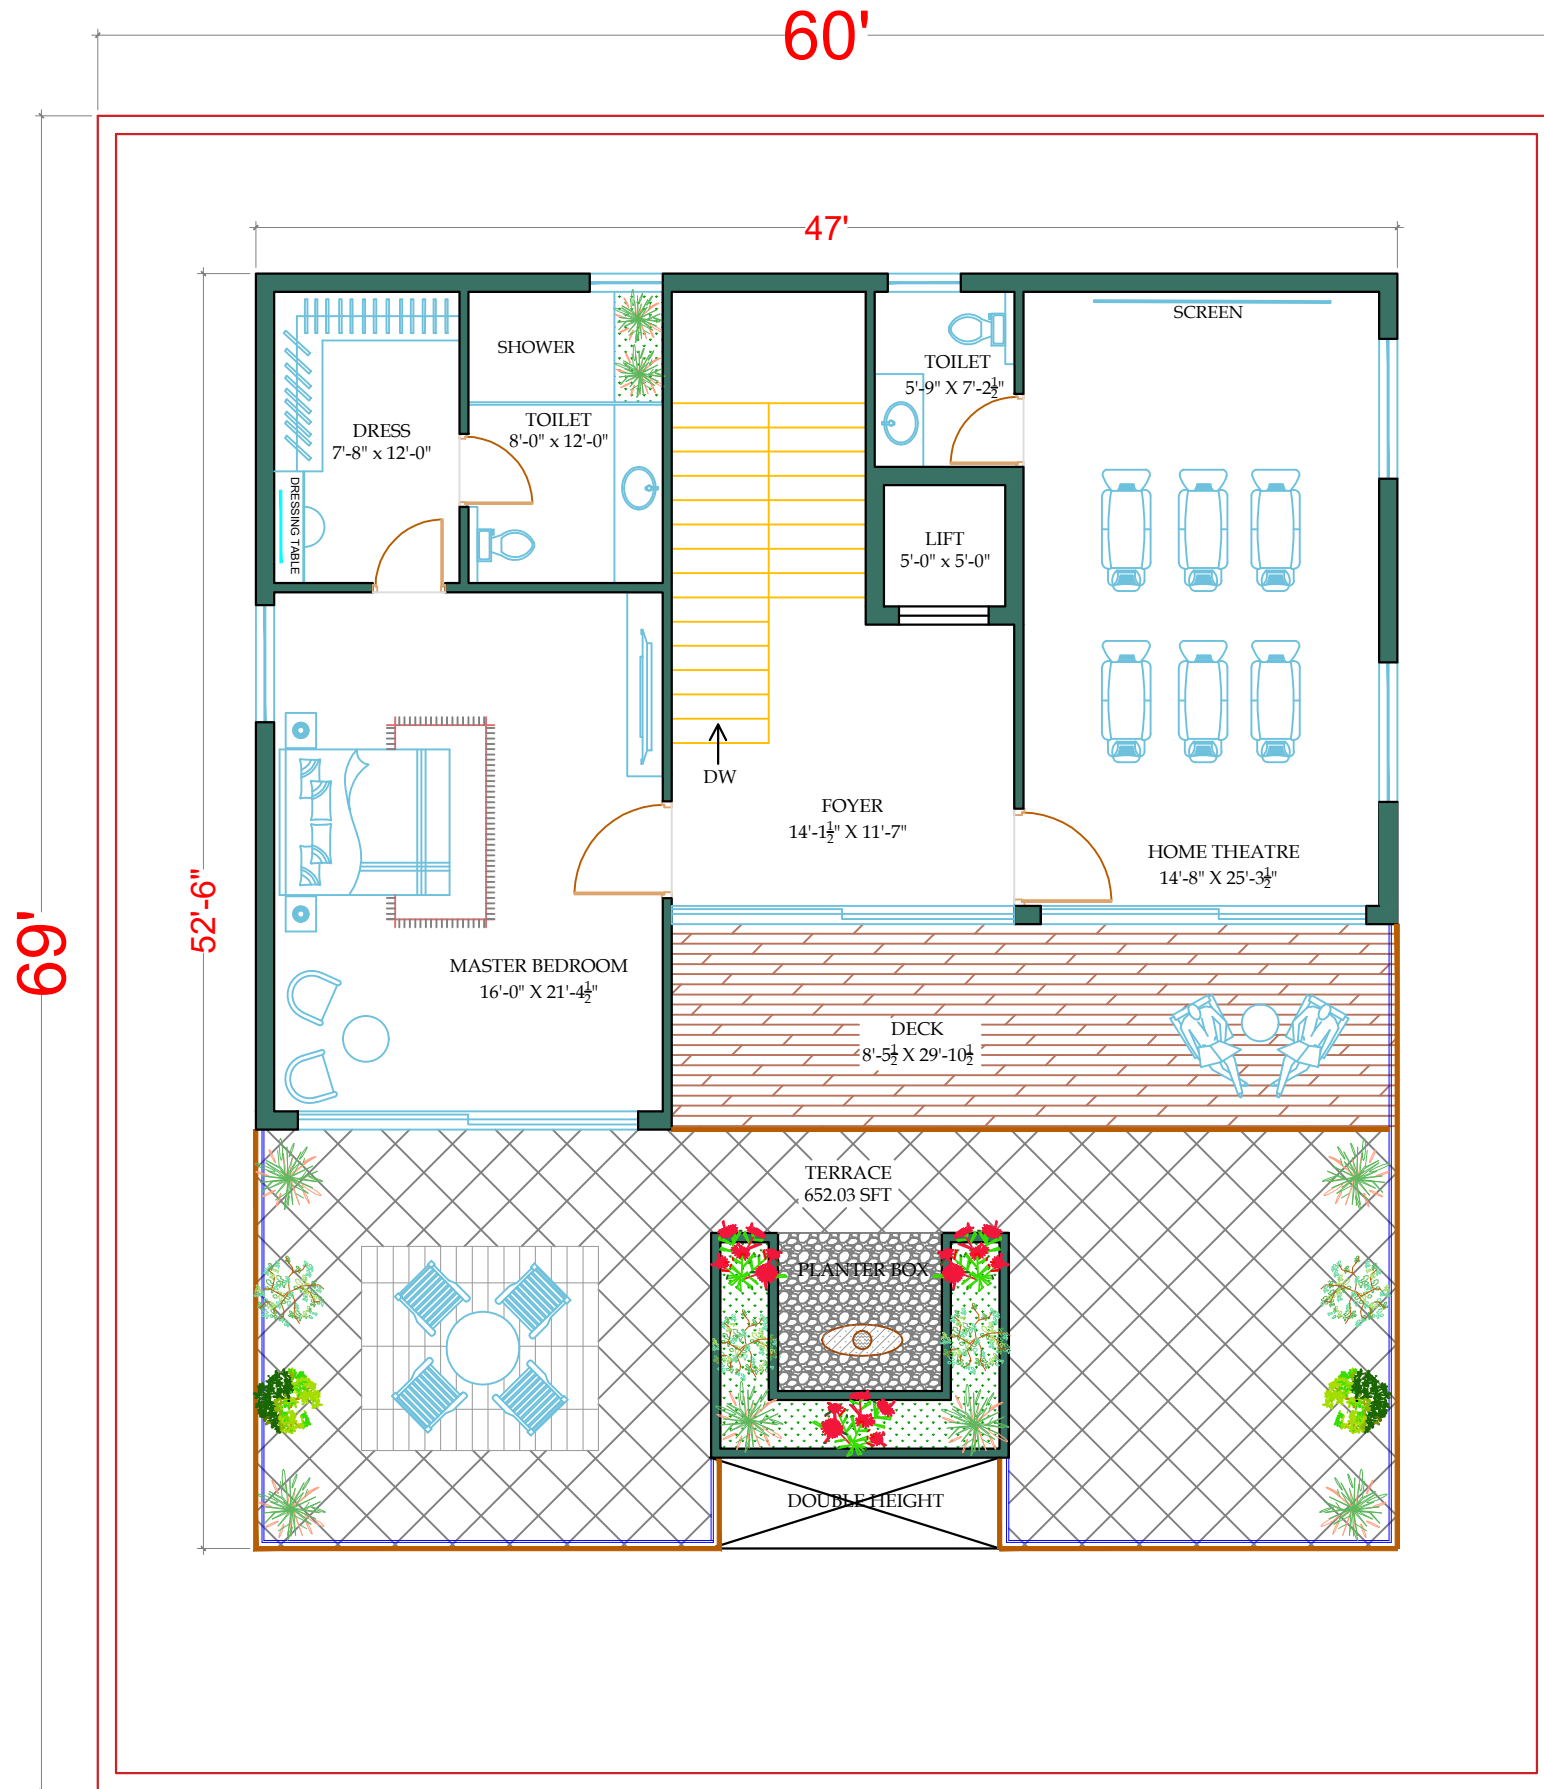 60'
47'
SCREEN
SHOWER
TOILET
5'-9" X 7'-2½"
DRESS
7'-8" x 12'-0"
TOILET
8'-0" x 12'-0"
DRESSING TABLE
LIFT
5'-0" x 5'-0"
DW
FOYER
14'-1½" X 11'-7"
HOME THEATRE
14'-8" X 25'-3½"
52'-6"
69'
MASTER BEDROOM
16'-0" X 21'-4½"
DECK
8'-5½ X 29'-10½
TERRACE
652.03 SFT
PLANTER BOX
DOUBLE HEIGHT